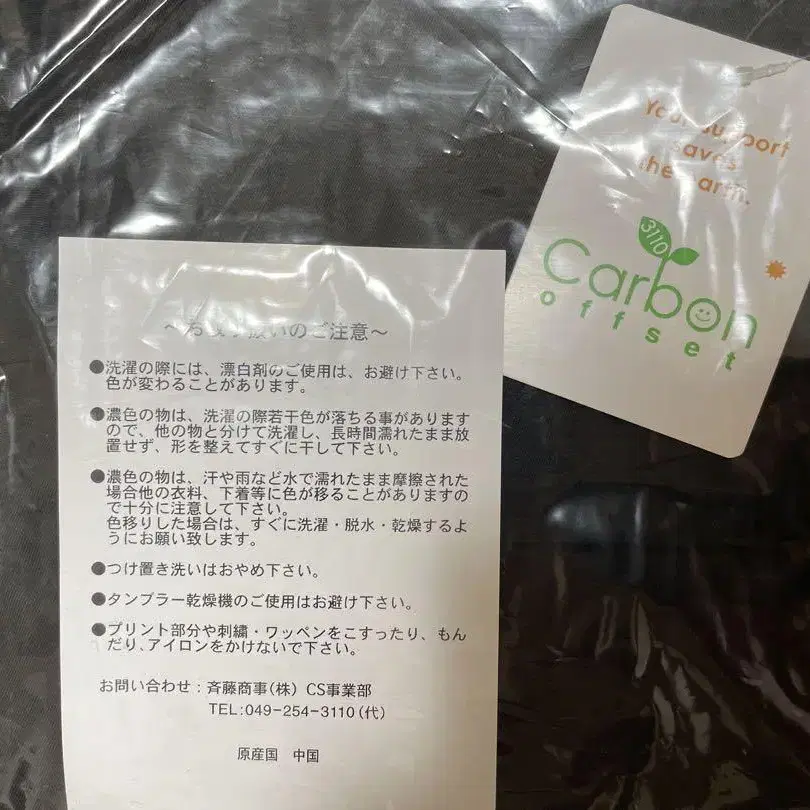 ～お取り扱いのご注意～
●洗濯の際には、漂白剤のご使用は、お避け下さい。
色が変わることがあります。
●濃色の物は、洗濯の際若干色が落ちる事があります
ので、他の物と分けて洗濯し、長時間濡れたまま放
置せず、形を整えてすぐに干して下さい。
●濃色の物は、汗や雨など水で濡れたまま摩擦された
場合他の衣料、下着等に色が移ることがありますの
で十分に注意して下さい。
色移りした場合は、すぐに洗濯・脱水・乾燥するよ
うにお願い致します。
●つけ置き洗いはおやめ下さい。
●タンブラー乾燥機のご使用はお避け下さい。
●プリント部分や刺繍・ワッペンをこすったり、もん
だり、アイロンをかけないで下さい。
お問い合わせ：斉藤商事(株) CS事業部
TEL:049-254-3110(代)
原産国 中国
Your support
saves
the earth.
3110
Carbon
offset